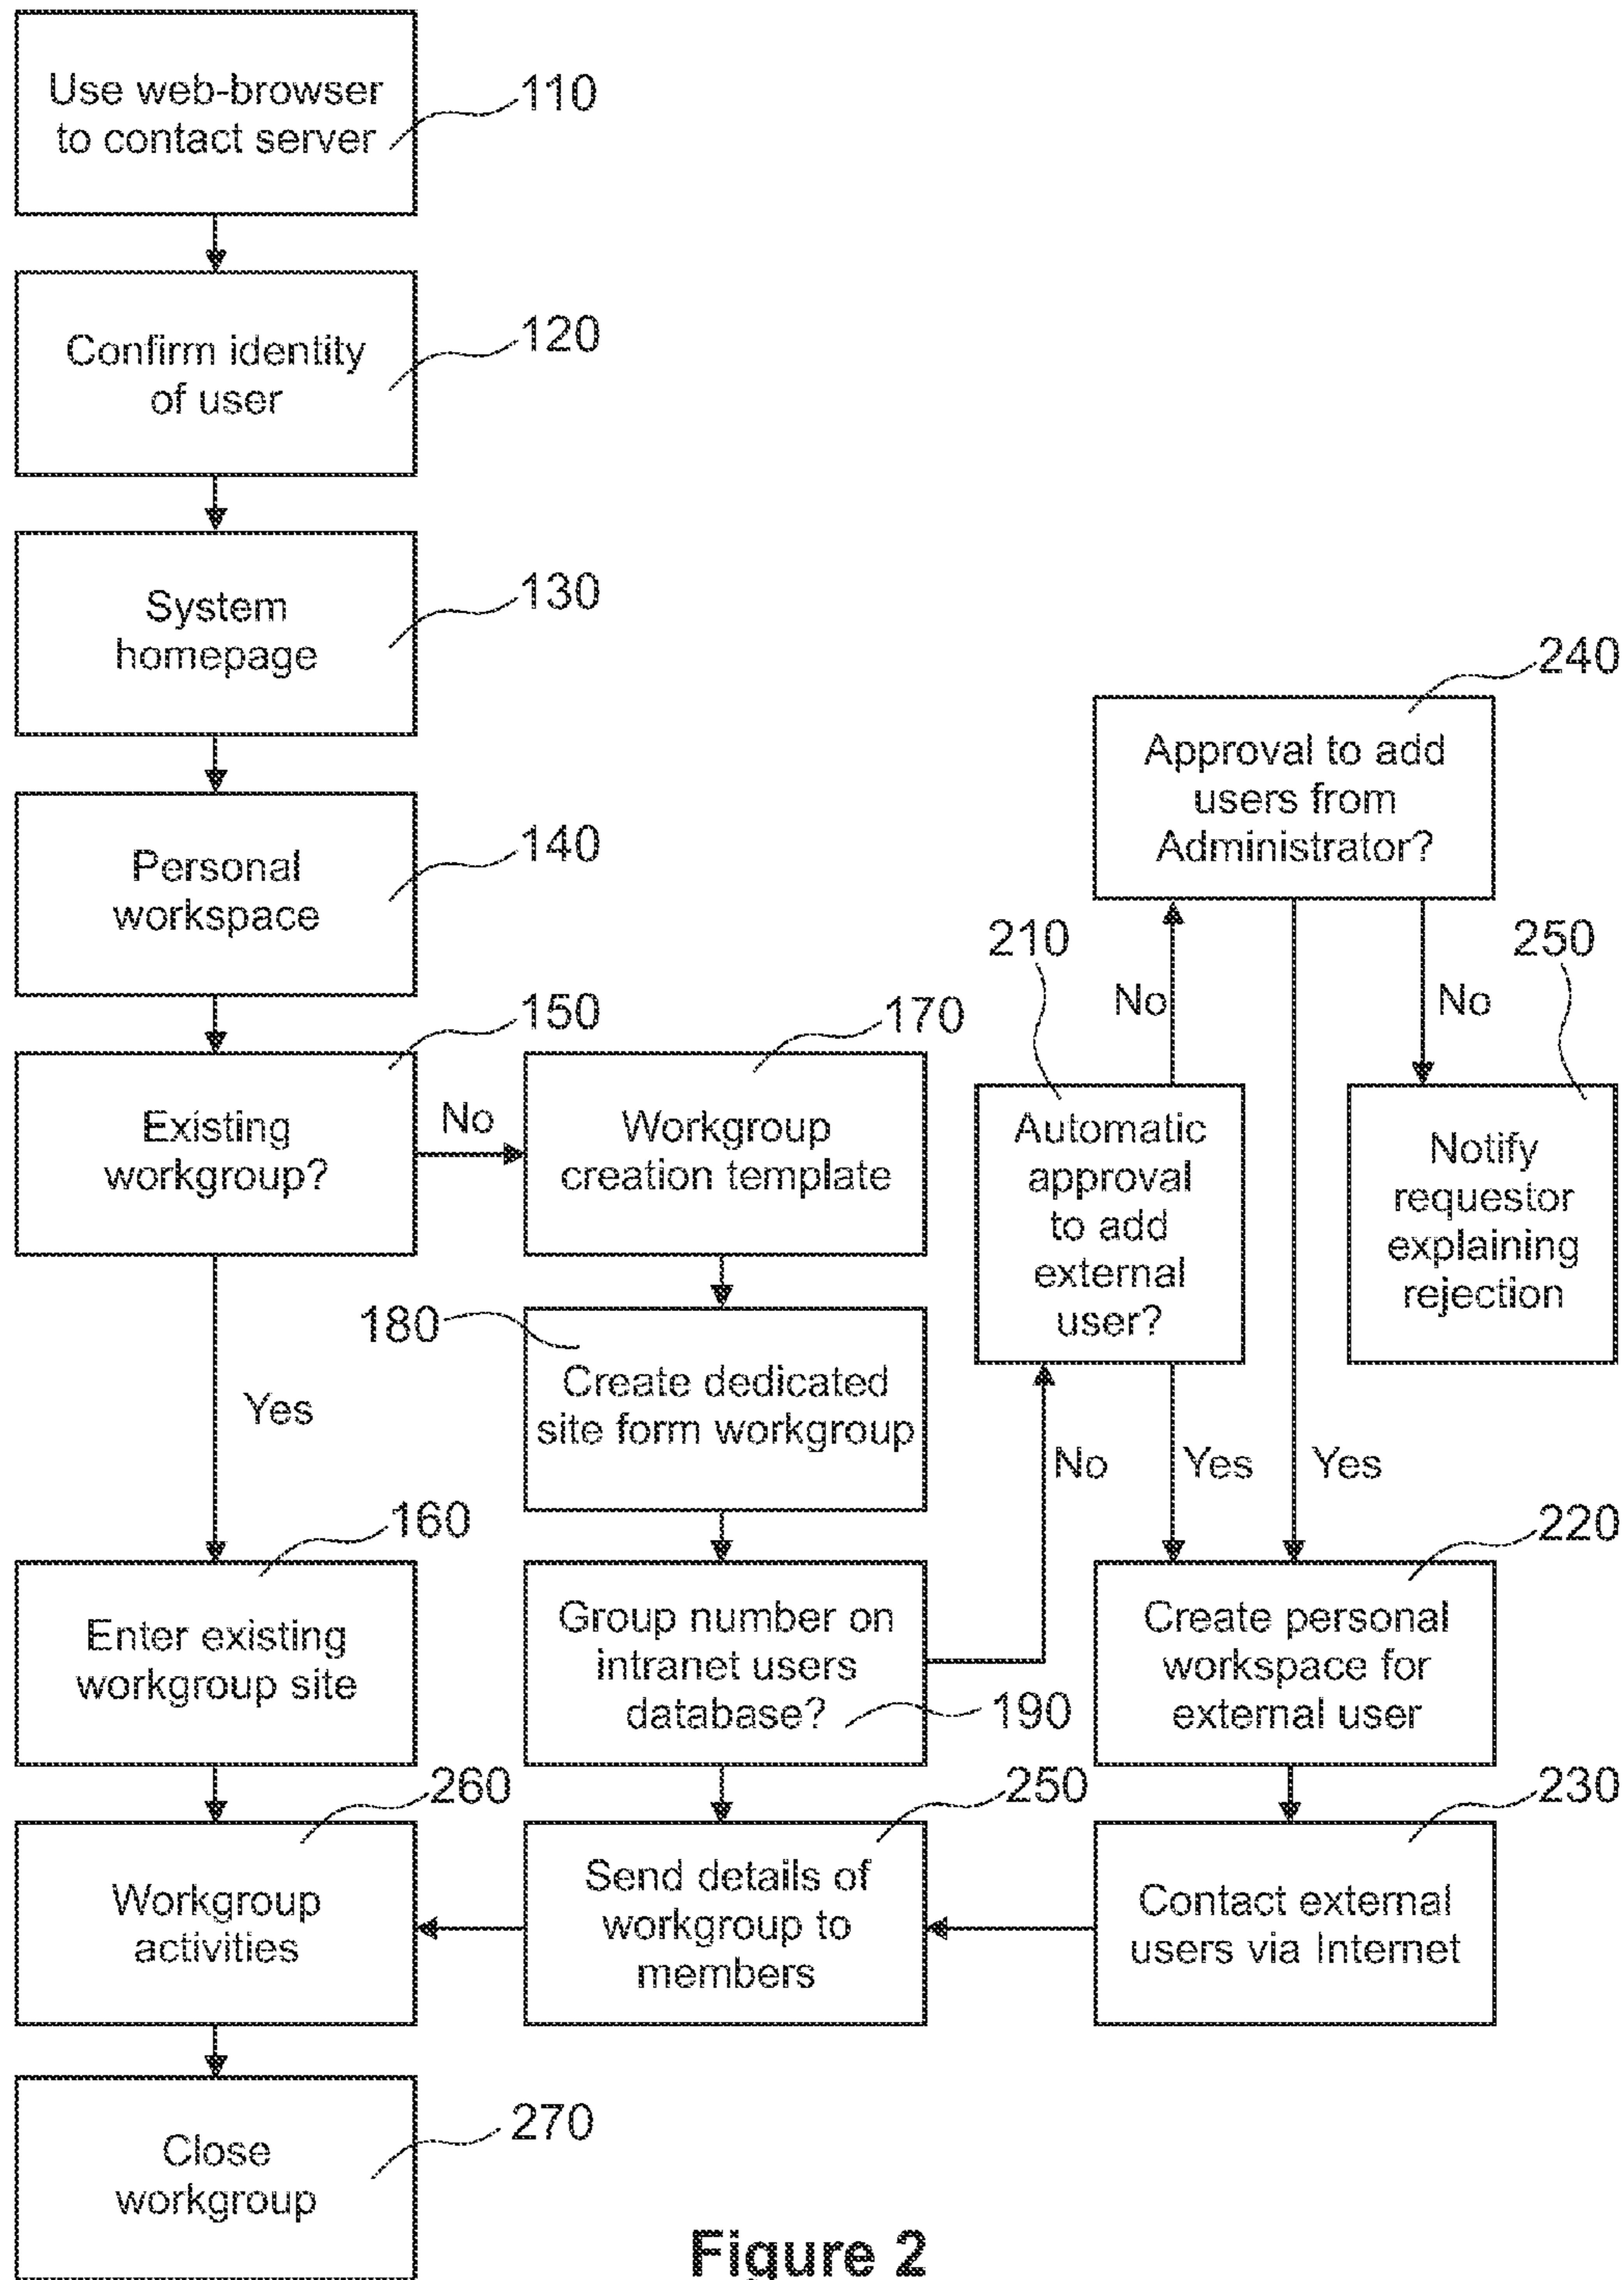 Use web-browser
to contact server
110
Confirm identity
of user
120
System
homepage
130
Personal
workspace
140
Existing
workgroup?
150
No
Yes
Workgroup
creation template
170
180
Create dedicated
site form workgroup
Group number on
intranet users
database?
190
No
Automatic
approval
to add
external
user?
210
No
Yes
Approval to add
users from
Administrator?
240
No
Yes
250
Notify
requestor
explaining
rejection
Create personal
workspace for
external user
220
Contact external
users via Internet
230
Send details of
workgroup to
members
250
Enter existing
workgroup site
160
Workgroup
activities
260
Close
workgroup
270
Figure 2